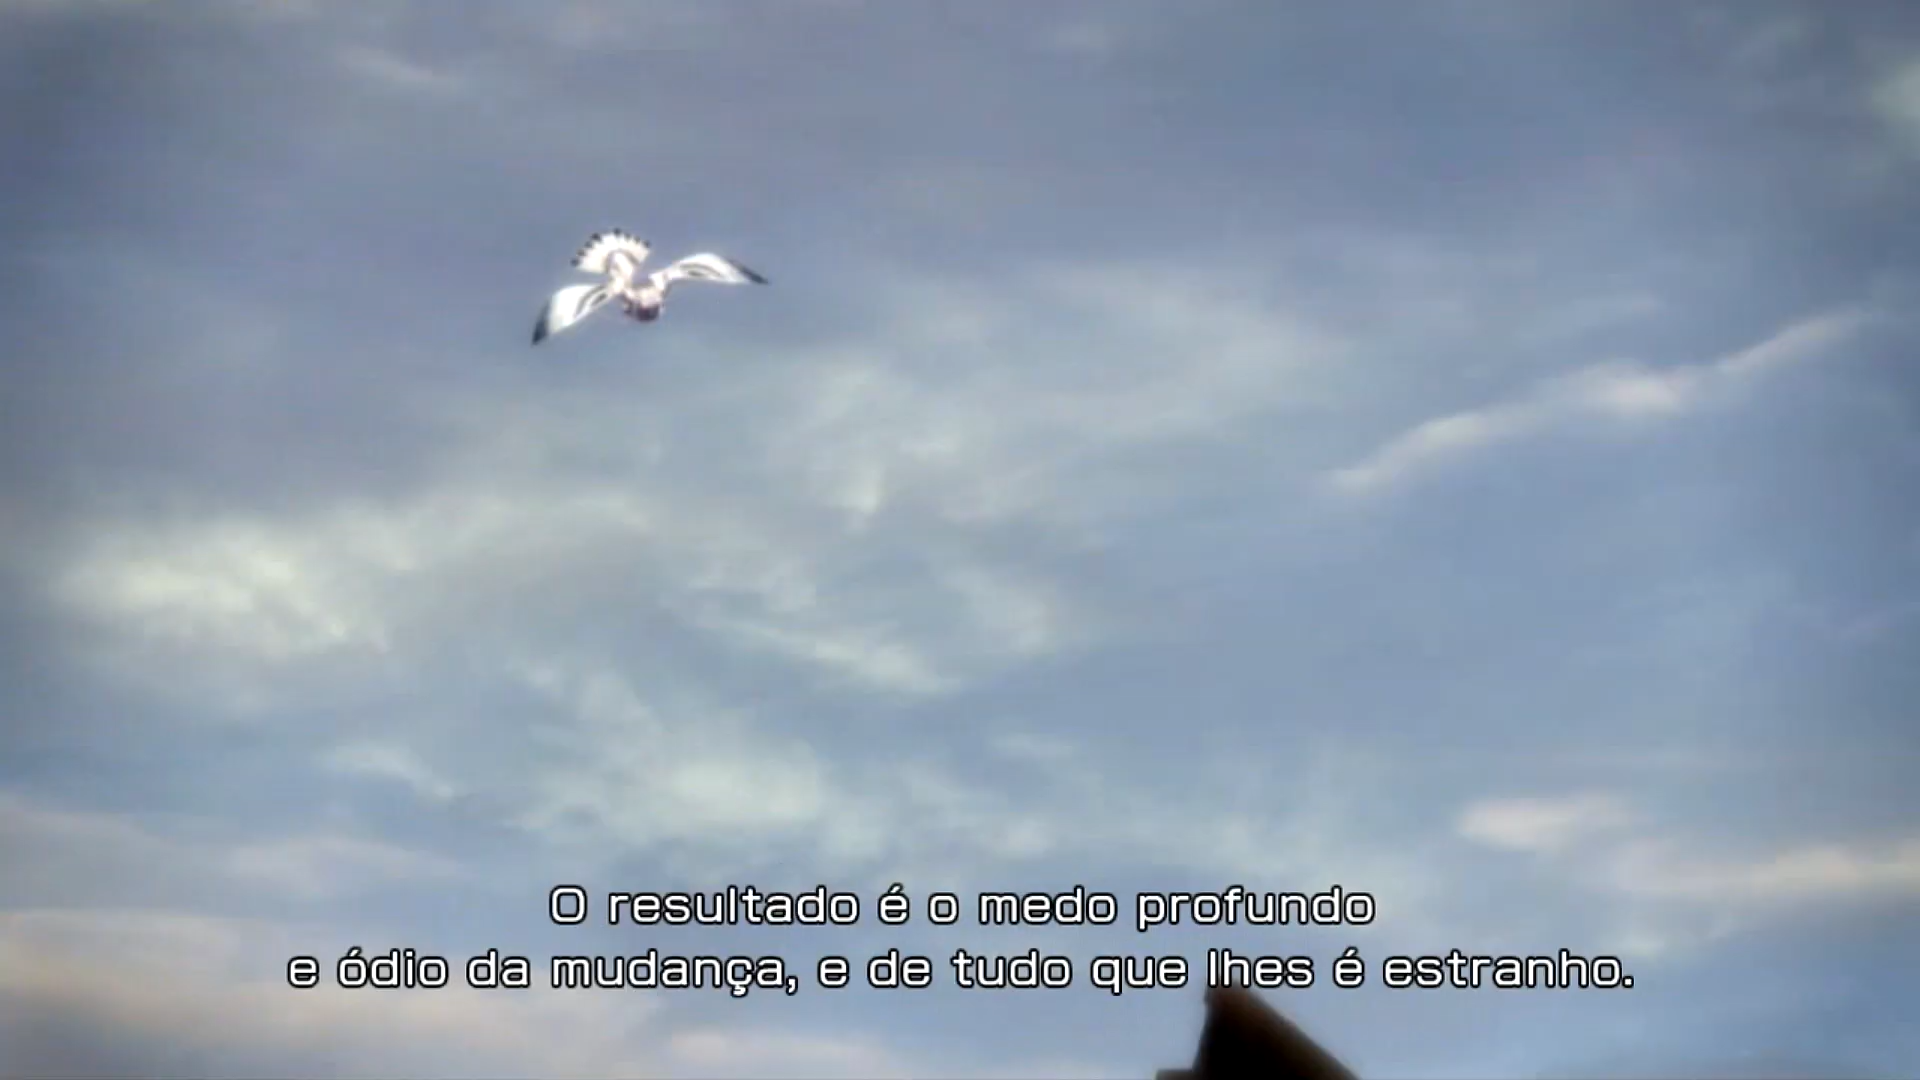 O resultado é o medo profundo
e ódio da mudança, e de tudo que lhes é estranho.